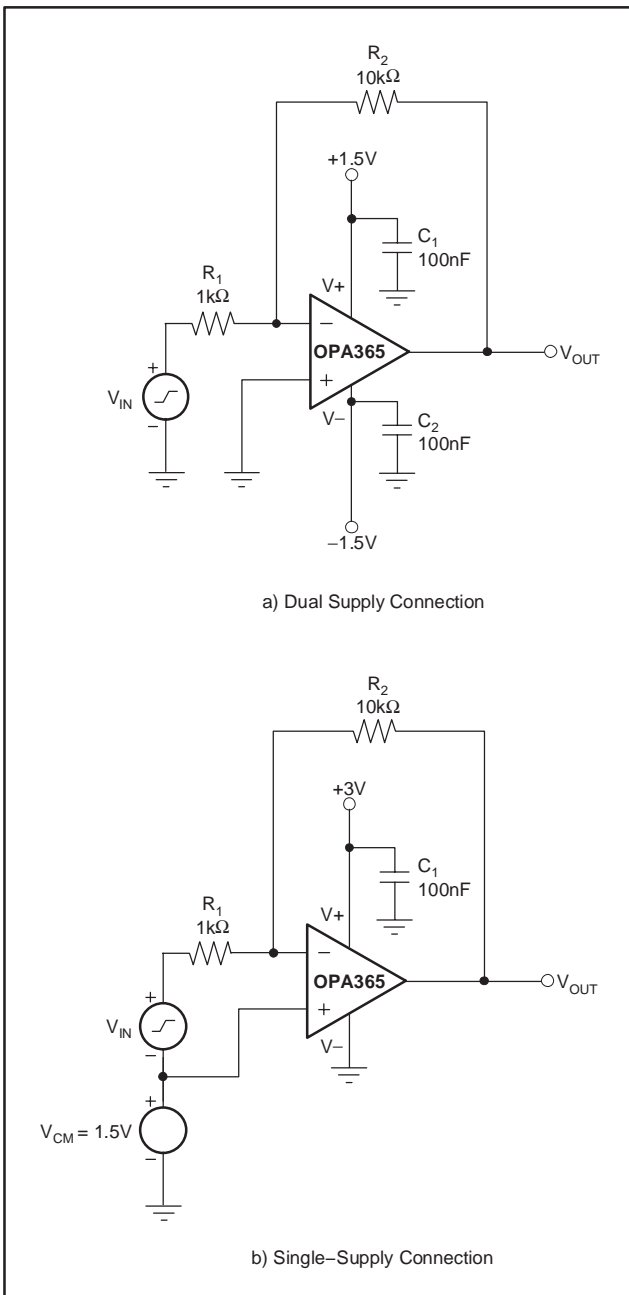 R2
10kΩ
+1.5V
C1
100nF
R1
1kΩ
V+
−
OPA365
+
V−
+
VIN
−
VOUT
C2
100nF
−1.5V
a) Dual Supply Connection
R2
10kΩ
+3V
C1
100nF
R1
1kΩ
V+
−
OPA365
+
V−
+
VIN
−
VOUT
+
VCM = 1.5V
−
b) Single−Supply Connection